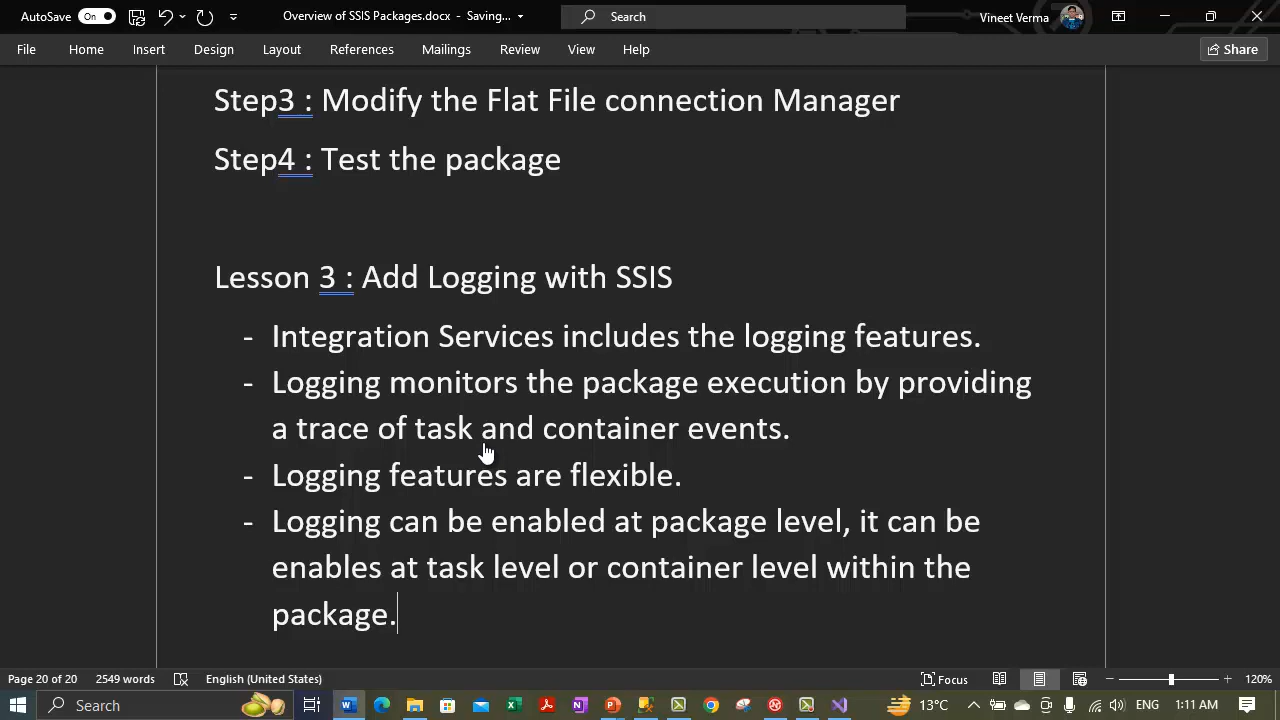 AutoSave On Overview of SSIS Packages.docx - Saving... Search Vineet Verma
File Home Insert Design Layout References Mailings Review View Help Share
Step3 : Modify the Flat File connection Manager
Step4 : Test the package
Lesson 3 : Add Logging with SSIS
- Integration Services includes the logging features.
- Logging monitors the package execution by providing
a trace of task and container events.
- Logging features are flexible.
- Logging can be enabled at package level, it can be
enables at task level or container level within the
package.
Page 20 of 20 2549 words English (United States) Focus 120%
Search 13°C ENG 1:11 AM